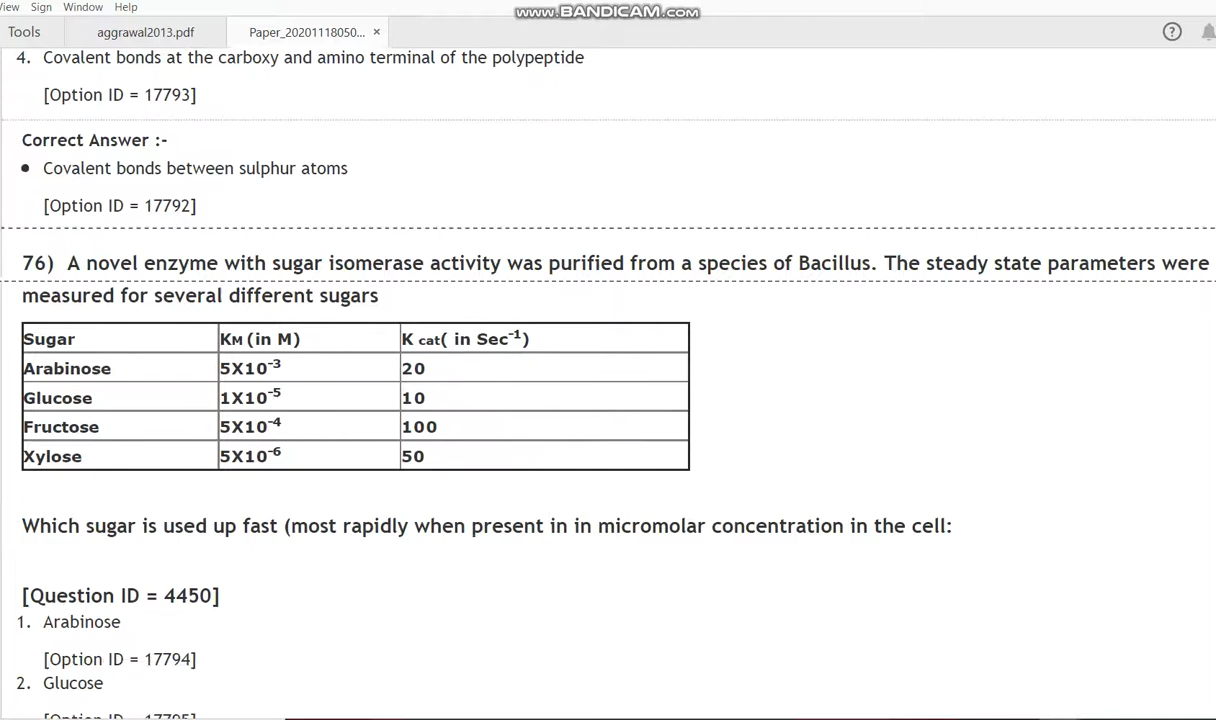 View Sign Window Help
www.BANDICAM.com
Tools aggrawal2013.pdf Paper_20201118050... ×
4. Covalent bonds at the carboxy and amino terminal of the polypeptide
[Option ID = 17793]
Correct Answer :-
• Covalent bonds between sulphur atoms
[Option ID = 17792]
76) A novel enzyme with sugar isomerase activity was purified from a species of Bacillus. The steady state parameters were
measured for several different sugars
Sugar KM (in M) K cat( in Sec⁻¹)
Arabinose 5X10⁻³ 20
Glucose 1X10⁻⁵ 10
Fructose 5X10⁻⁴ 100
Xylose 5X10⁻⁶ 50
Which sugar is used up fast (most rapidly when present in in micromolar concentration in the cell:
[Question ID = 4450]
1. Arabinose
[Option ID = 17794]
2. Glucose
[Option ID = 17795]